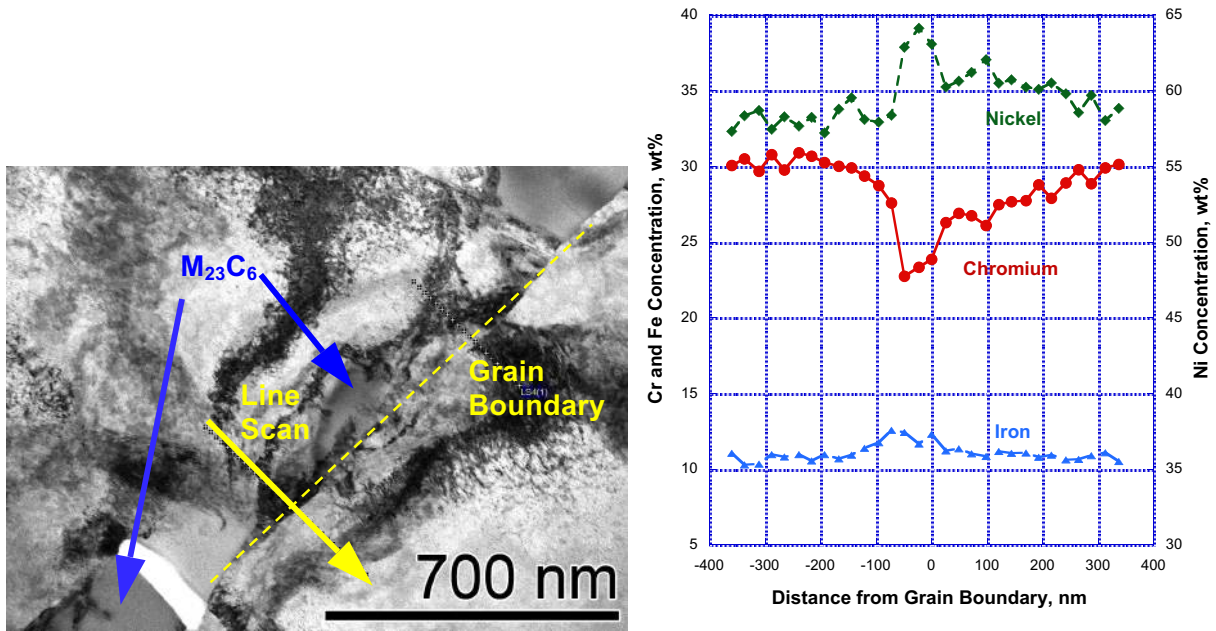 M23C6
Line
Scan
Grain
Boundary
LS4(1)
700 nm
40
35
30
25
20
15
10
5
Cr and Fe Concentration, wt%
65
60
55
50
45
40
35
30
Ni Concentration, wt%
Nickel
Chromium
Iron
-400 -300 -200 -100 0 100 200 300 400
Distance from Grain Boundary, nm